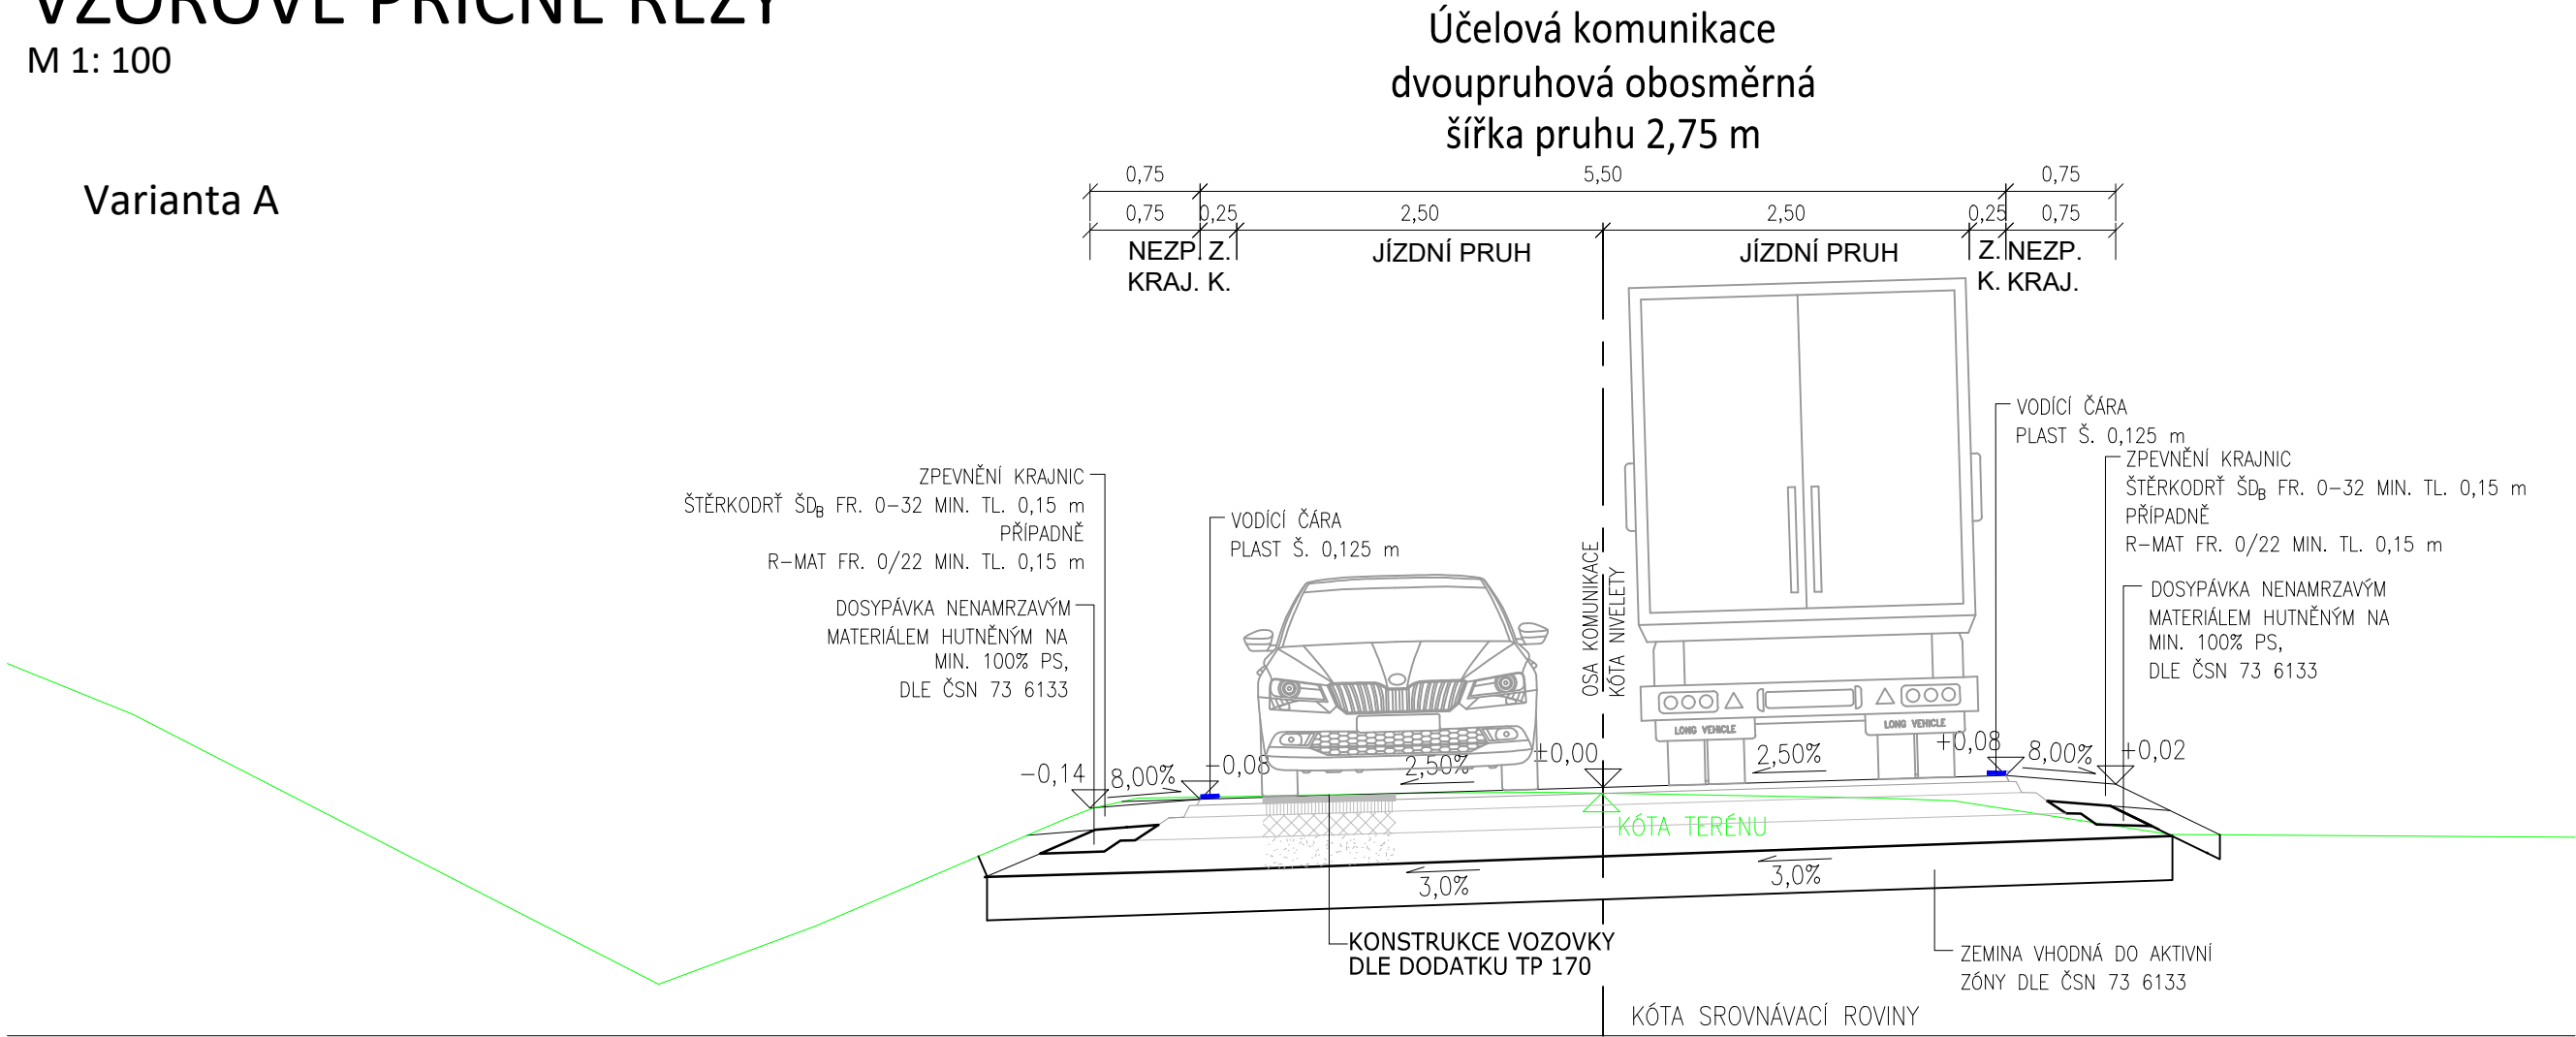 VZOROVÉ PŘÍČNÉ ŘEZY
M 1: 100
Účelová komunikace
dvoupruhová obosměrná
šířka pruhu 2,75 m
Varianta A
0,75 5,50 0,75
0,75 0,25 2,50 2,50 0,25 0,75
NEZP. Z. JÍZDNÍ PRUH JÍZDNÍ PRUH Z. NEZP.
KRAJ. K. K. KRAJ.
VODÍCÍ ČÁRA
PLAST Š. 0,125 m
ZPEVNĚNÍ KRAJNIC
ŠTĚRKODRŤ ŠDB FR. 0-32 MIN. TL. 0,15 m
PŘÍPADNĚ
R-MAT FR. 0/22 MIN. TL. 0,15 m
ZPEVNĚNÍ KRAJNIC
ŠTĚRKODRŤ ŠDB FR. 0-32 MIN. TL. 0,15 m
PŘÍPADNĚ
R-MAT FR. 0/22 MIN. TL. 0,15 m
VODÍCÍ ČÁRA
PLAST Š. 0,125 m
DOSYPÁVKA NENAMRZAVÝM
MATERIÁLEM HUTNĚNÝM NA
MIN. 100% PS,
DLE ČSN 73 6133
OSA KOMUNIKACE
KÓTA NIVELETY
DOSYPÁVKA NENAMRZAVÝM
MATERIÁLEM HUTNĚNÝM NA
MIN. 100% PS,
DLE ČSN 73 6133
LONG VEHICLE LONG VEHICLE
-0,14 8,00% -0,08 2,50% ±0,00 2,50% +0,08 8,00% +0,02
KÓTA TERÉNU
3,0% 3,0%
KONSTRUKCE VOZOVKY
DLE DODATKU TP 170
ZEMINA VHODNÁ DO AKTIVNÍ
ZÓNY DLE ČSN 73 6133
KÓTA SROVNÁVACÍ ROVINY